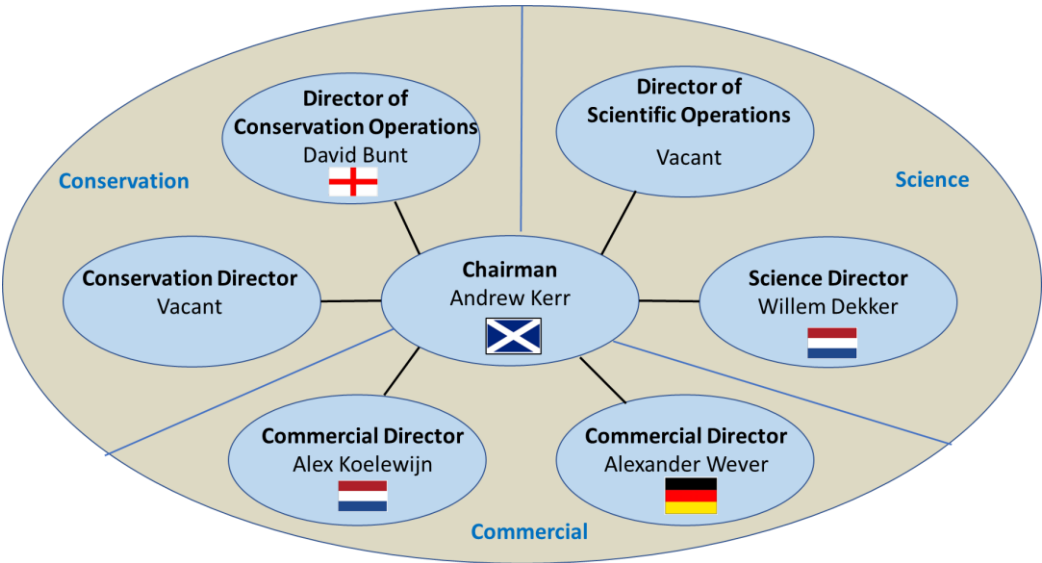 Director of
Conservation Operations
David Bunt
Director of
Scientific Operations
Vacant
Conservation
Science
Conservation Director
Vacant
Chairman
Andrew Kerr
Science Director
Willem Dekker
Commercial Director
Alex Koelewijn
Commercial Director
Alexander Wever
Commercial